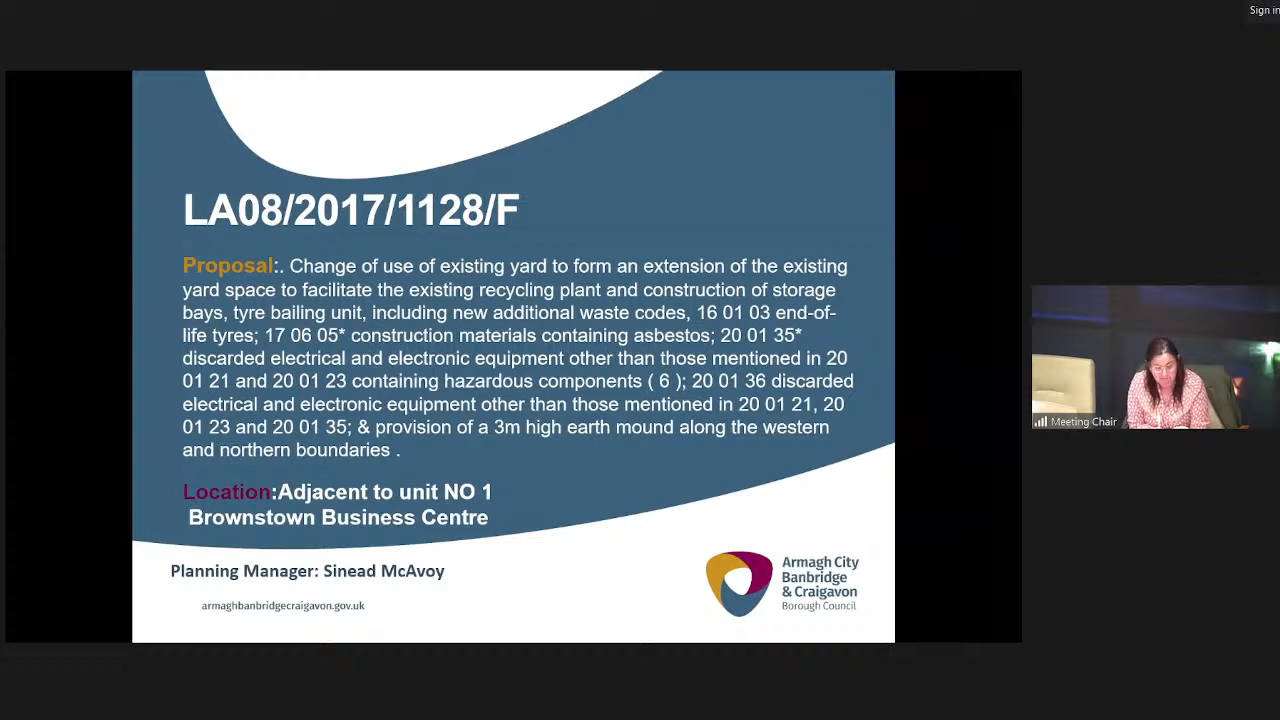 Sign in
LA08/2017/1128/F
Proposal:. Change of use of existing yard to form an extension of the existing
yard space to facilitate the existing recycling plant and construction of storage
bays, tyre bailing unit, including new additional waste codes, 16 01 03 end-of-
life tyres; 17 06 05* construction materials containing asbestos; 20 01 35*
discarded electrical and electronic equipment other than those mentioned in 20
01 21 and 20 01 23 containing hazardous components ( 6 ); 20 01 36 discarded
electrical and electronic equipment other than those mentioned in 20 01 21, 20
01 23 and 20 01 35; & provision of a 3m high earth mound along the western
and northern boundaries .
Location:Adjacent to unit NO 1
Brownstown Business Centre
Planning Manager: Sinead McAvoy
armaghbanbridgecraigavon.gov.uk
Armagh City
Banbridge
& Craigavon
Borough Council
Meeting Chair